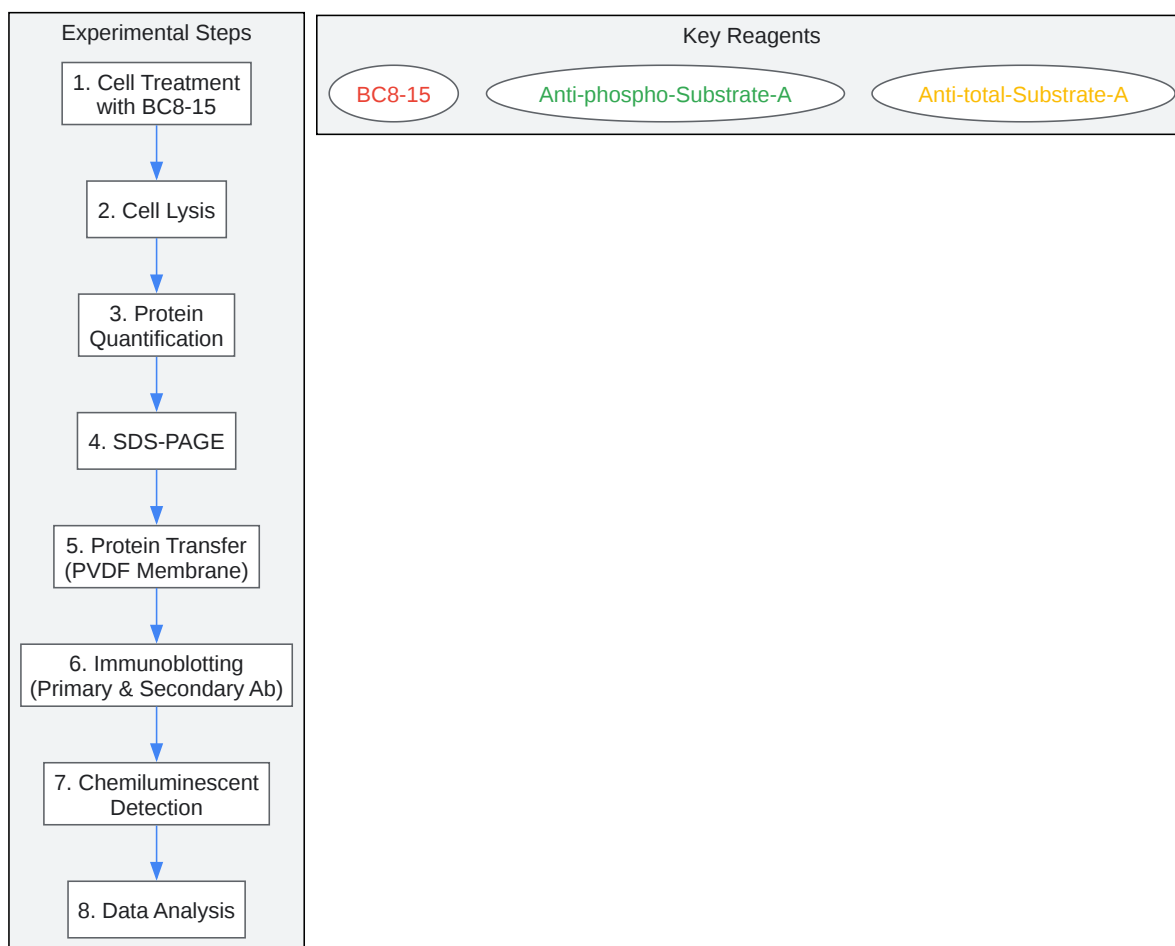 Experimental Steps
1. Cell Treatment
with BC8-15
2. Cell Lysis
3. Protein
Quantification
4. SDS-PAGE
5. Protein Transfer
(PVDF Membrane)
6. Immunoblotting
(Primary & Secondary Ab)
7. Chemiluminescent
Detection
8. Data Analysis
Key Reagents
BC8-15
Anti-phospho-Substrate-A
Anti-total-Substrate-A